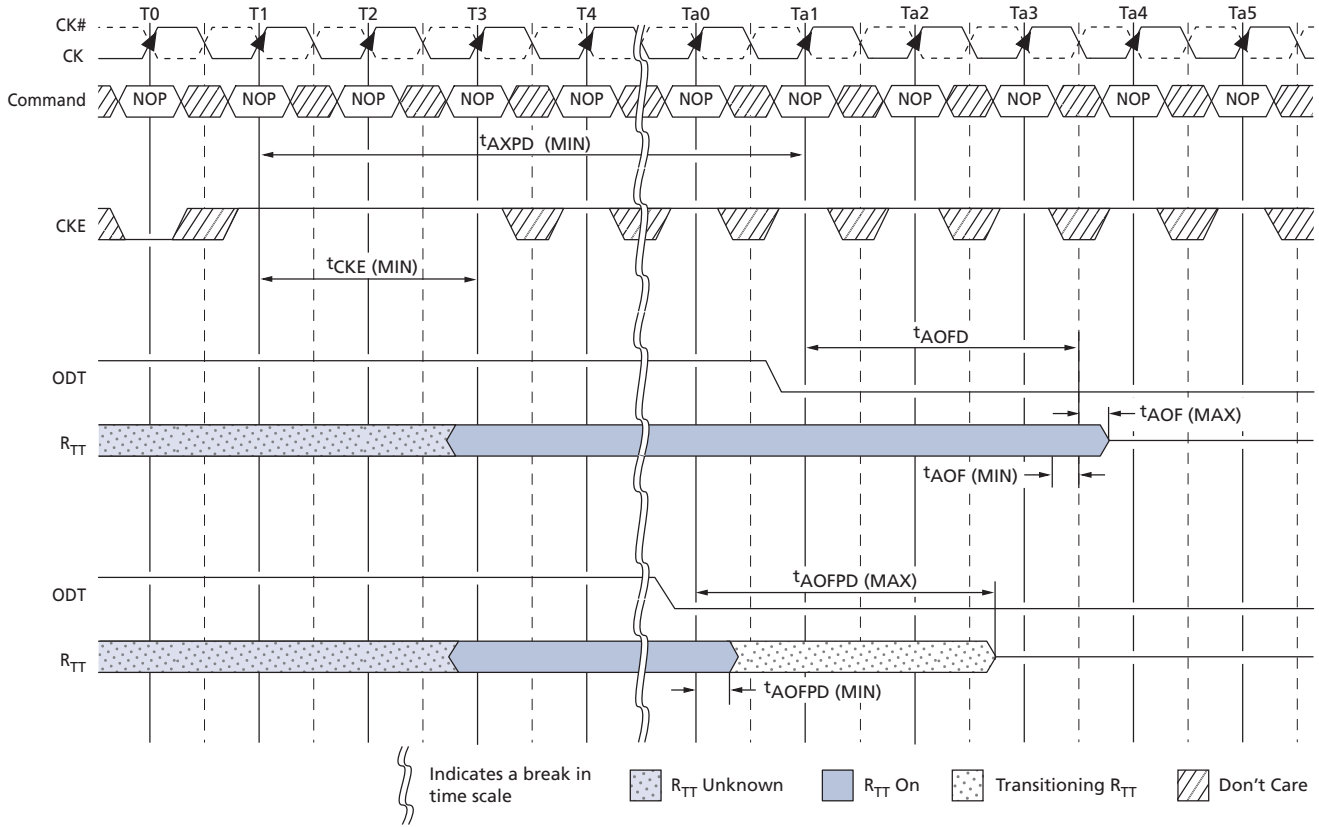 T0 T1 T2 T3 T4 Ta0 Ta1 Ta2 Ta3 Ta4 Ta5
CK#
CK
Command NOP NOP NOP NOP NOP NOP NOP NOP NOP NOP NOP
tAXPD (MIN)
CKE
tCKE (MIN)
tAOFD
ODT
tAOF (MAX)
RTT
tAOF (MIN)
tAOFPD (MAX)
ODT
RTT
tAOFPD (MIN)
Indicates a break in
time scale
RTT Unknown
RTT On
Transitioning RTT
Don't Care